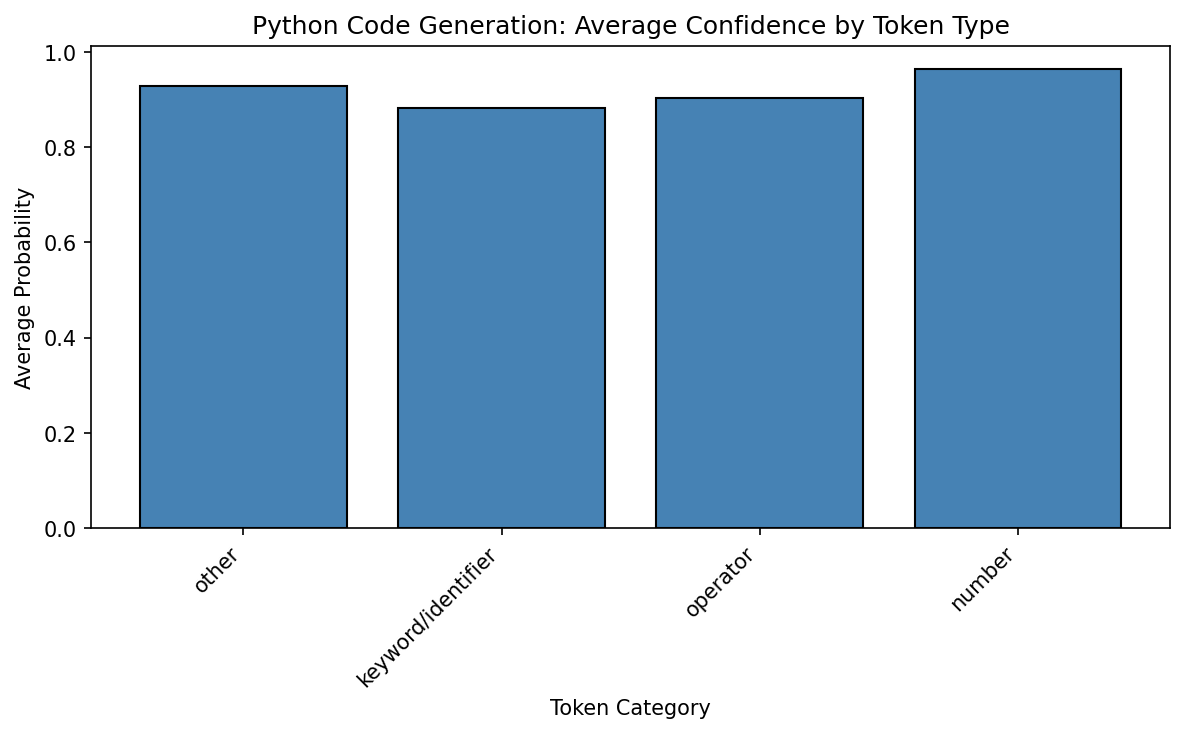 Python Code Generation: Average Confidence by Token Type
1.0
0.8
0.6
0.4
0.2
0.0
Average Probability
other
keyword/identifier
operator
number
Token Category